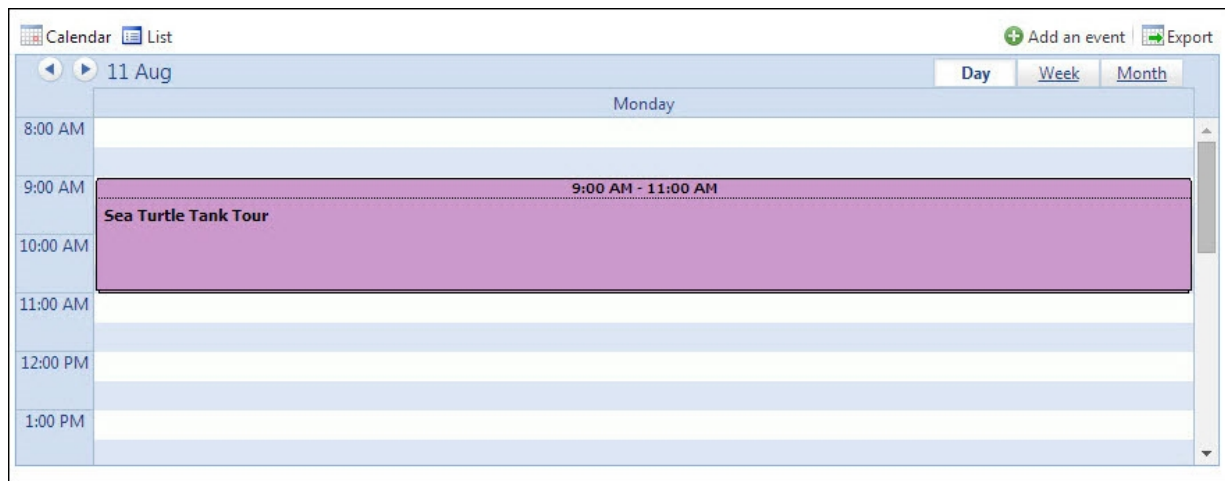 Calendar List Add an event Export
11 Aug Day Week Month
Monday
8:00 AM
9:00 AM 9:00 AM - 11:00 AM
Sea Turtle Tank Tour
10:00 AM
11:00 AM
12:00 PM
1:00 PM